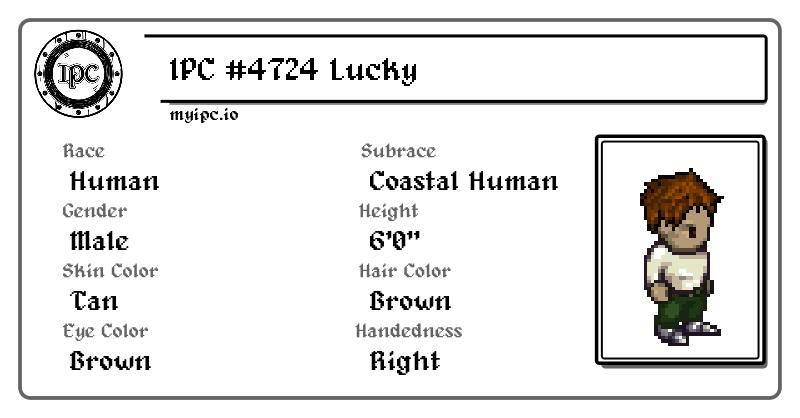 IPC
IPC #4724 Lucky
myipc.io
Race
Human
Subrace
Coastal Human
Gender
Male
Height
6'0"
Skin Color
Tan
Hair Color
Brown
Eye Color
Brown
Handedness
Right